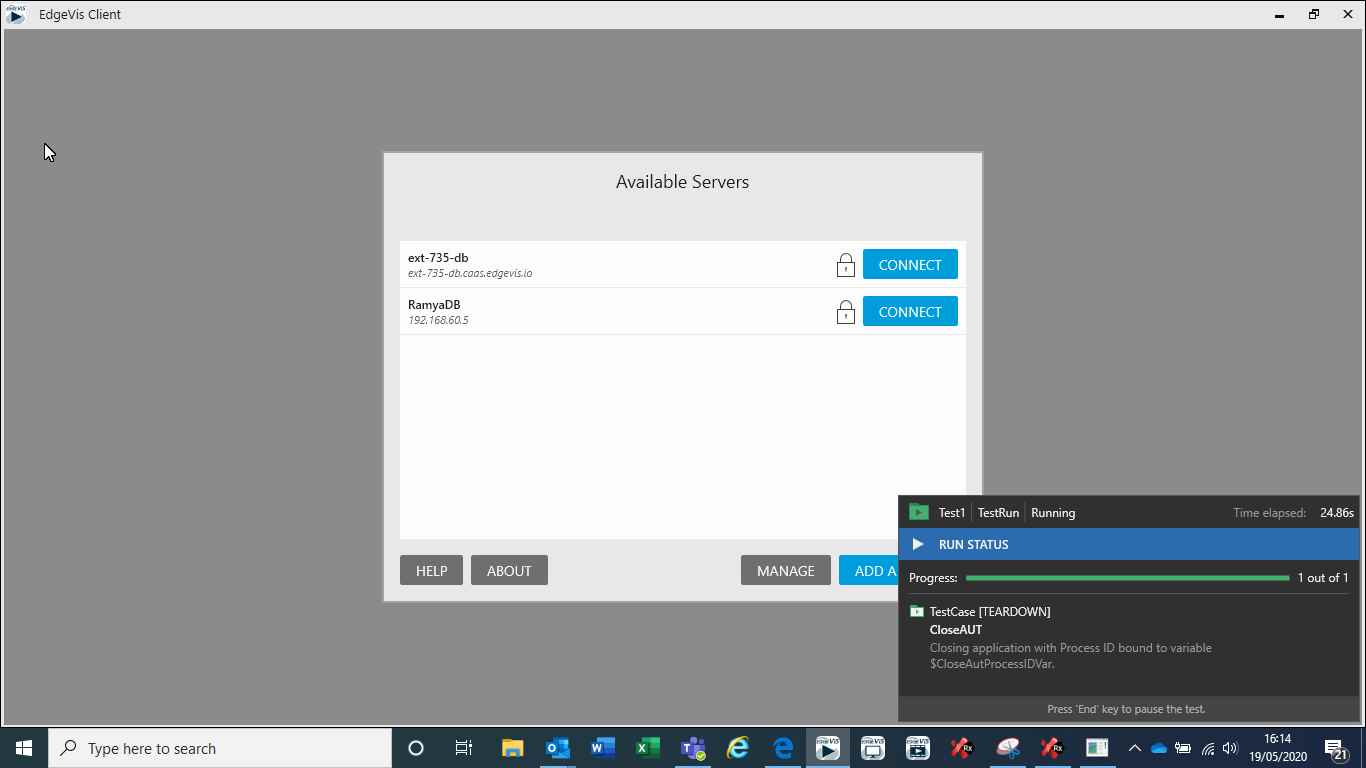 EdgeVis Client
Available Servers
ext-735-db
ext-735-db.caas.edgevis.io
CONNECT
RamyaDB
192.168.60.5
CONNECT
HELP
ABOUT
MANAGE
ADD A
Test1
TestRun
Running
Time elapsed:
24.86s
RUN STATUS
Progress:
1 out of 1
TestCase [TEARDOWN]
CloseAUT
Closing application with Process ID bound to variable
$CloseAutProcessIDVar.
Press 'End' key to pause the test.
Type here to search
16:14
19/05/2020
21